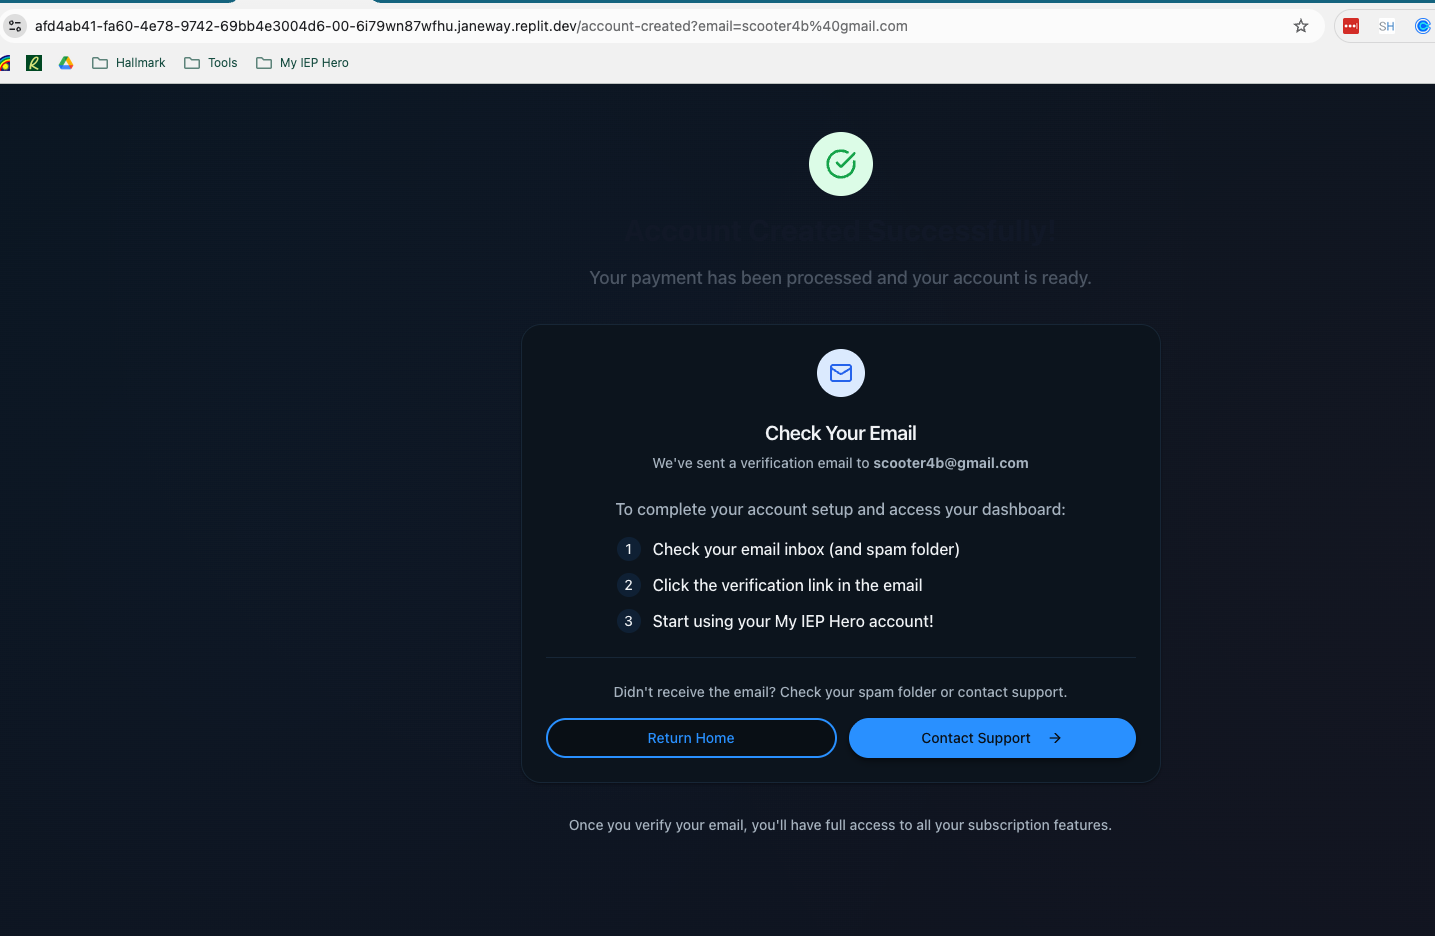 afd4ab41-fa60-4e78-9742-69bb4e3004d6-00-6i79wn87wfhu.janeway.replit.dev/account-created?email=scooter4b%40gmail.com
SH
Hallmark
Tools
My IEP Hero
Account Created Successfully!
Your payment has been processed and your account is ready.
Check Your Email
We've sent a verification email to scooter4b@gmail.com
To complete your account setup and access your dashboard:
1 Check your email inbox (and spam folder)
2 Click the verification link in the email
3 Start using your My IEP Hero account!
Didn't receive the email? Check your spam folder or contact support.
Return Home
Contact Support
Once you verify your email, you'll have full access to all your subscription features.